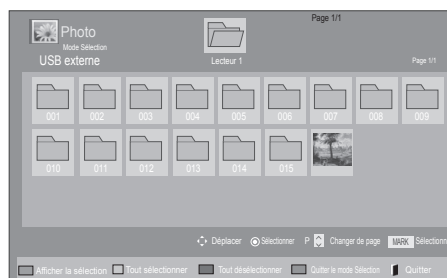 Page 1/1
Photo
Mode Sélection
USB externe
Lecteur 1
Page 1/1
001 002 003 004 005 006 007 008 009
010 011 012 013 014 015
Déplacer Sélectionner P Changer de page MARK Sélectionn
Afficher la sélection Tout sélectionner Tout désélectionner Quitter le mode Sélection Quitter